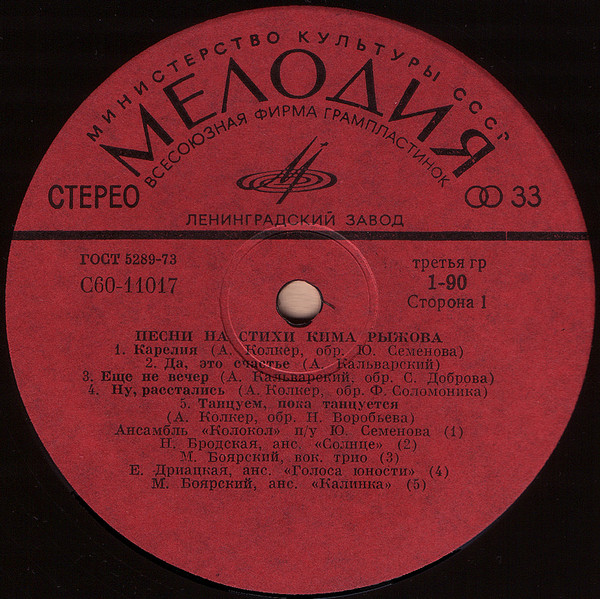 МИНИСТЕРСТВО КУЛЬТУРЫ СССР
МЕЛОДИЯ
ВСЕСОЮЗНАЯ ФИРМА ГРАМПЛАСТИНОК
СТЕРЕО
33
ЛЕНИНГРАДСКИЙ ЗАВОД
ГОСТ 5289-73
третья гр
С60-11017
1-90
Сторона 1
ПЕСНИ НА СТИХИ КИМА РЫЖОВА
1. Карелия (А. Колкер, обр. Ю. Семенова)
2. Да, это счастье (А. Кальварский)
3. Еще не вечер (А. Кальварский, обр. С. Доброва)
4. Ну, расстались (А. Колкер, обр. Ф. Соломоника)
5. Танцуем, пока танцуется
(А. Колкер, обр. Н. Воробьева)
Ансамбль «Колокол» п/у Ю. Семенова (1)
Н. Бродская, анс. «Солнце» (2)
М. Боярский, вок. трио (3)
Е. Дриацкая, анс. «Голоса юности» (4)
М. Боярский, анс. «Калинка» (5)